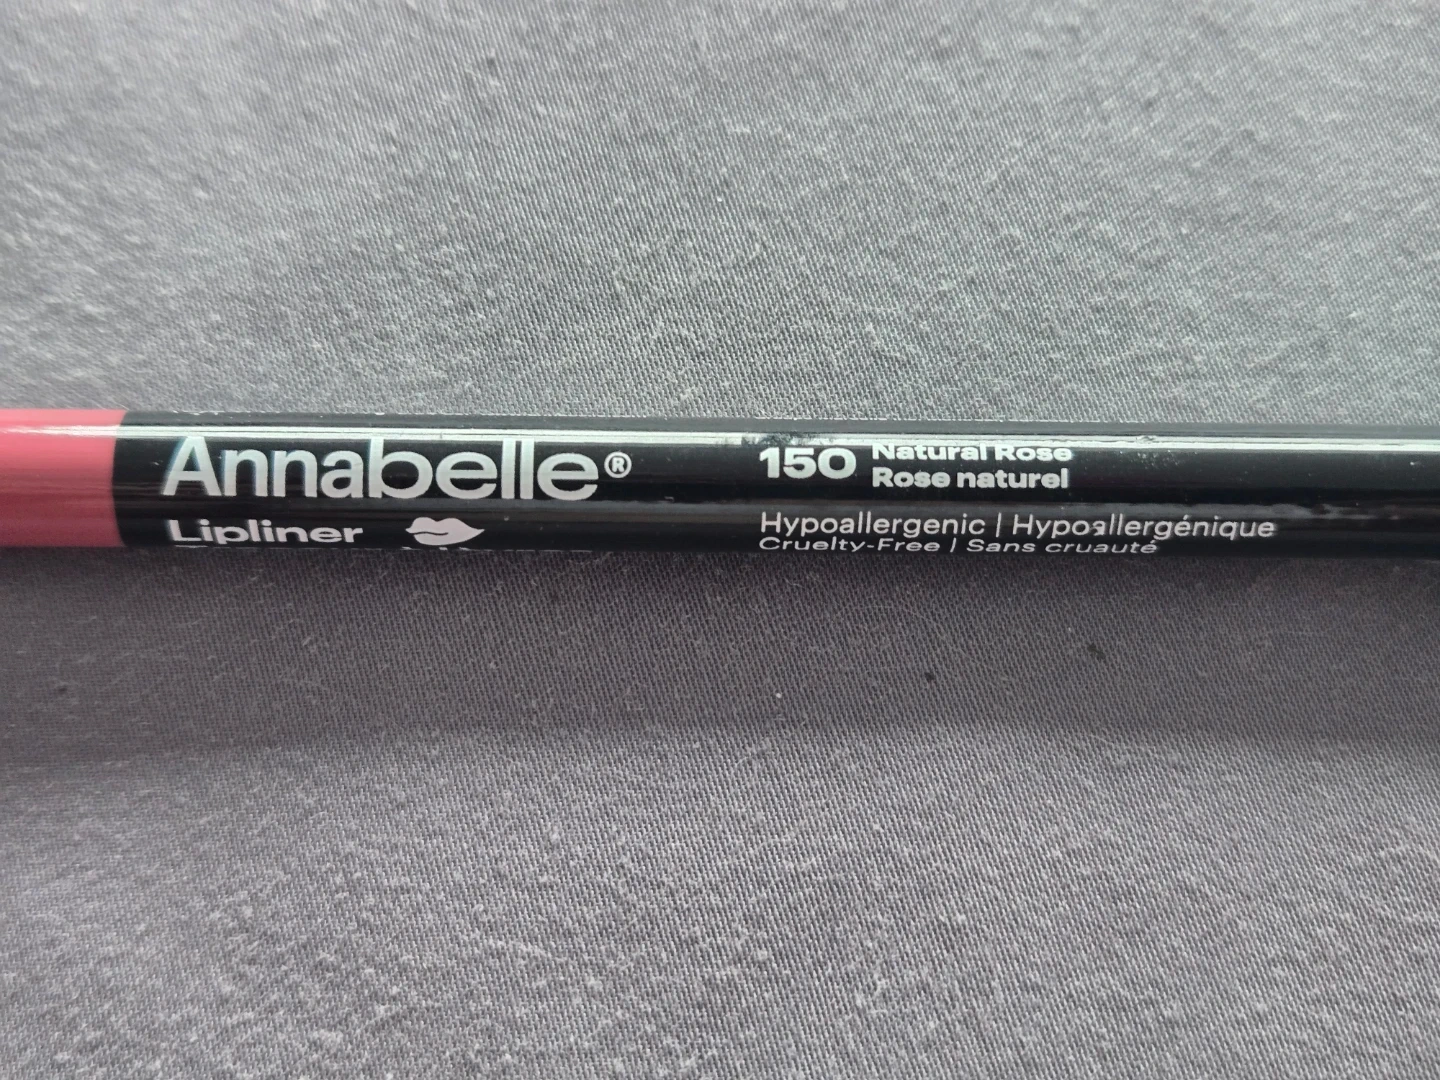 Annabelle®
Lipliner
150 Natural Rose
Rose naturel
Hypoallergenic | Hypoallergénique
Cruelty-Free | Sans cruauté